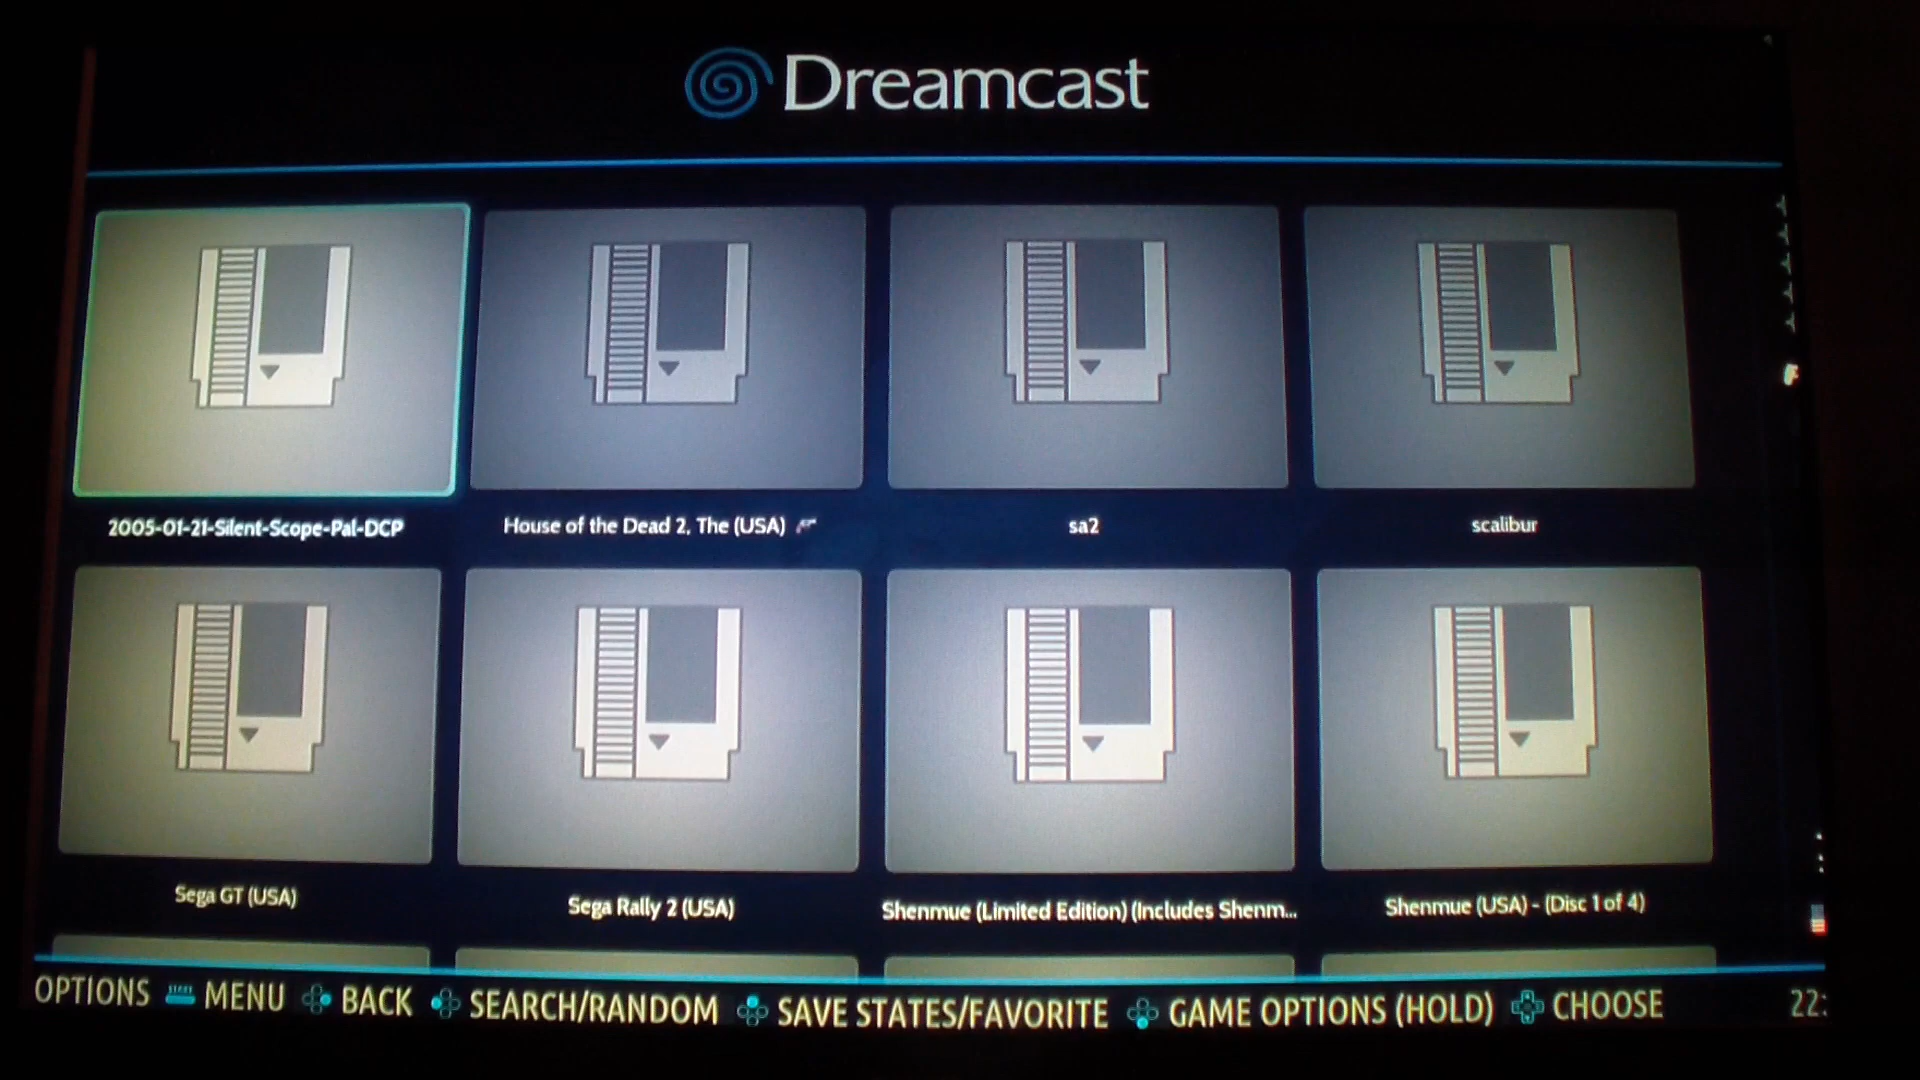 Dreamcast
2005-01-21-Silent-Scope-Pal-DCP
House of the Dead 2, The (USA)
sa2
scalibur
Sega GT (USA)
Sega Rally 2 (USA)
Shenmue (Limited Edition) (Includes Shenm...
Shenmue (USA) - (Disc 1 of 4)
OPTIONS MENU BACK SEARCH/RANDOM SAVE STATES/FAVORITE GAME OPTIONS (HOLD) CHOOSE 22: